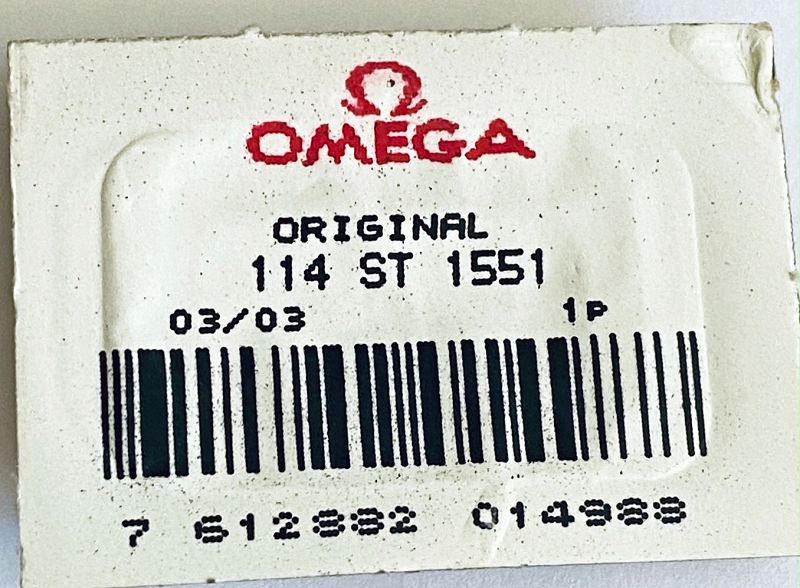 OMEGA
ORIGINAL
114 ST 1551
03/03 1P
7 612882 014988